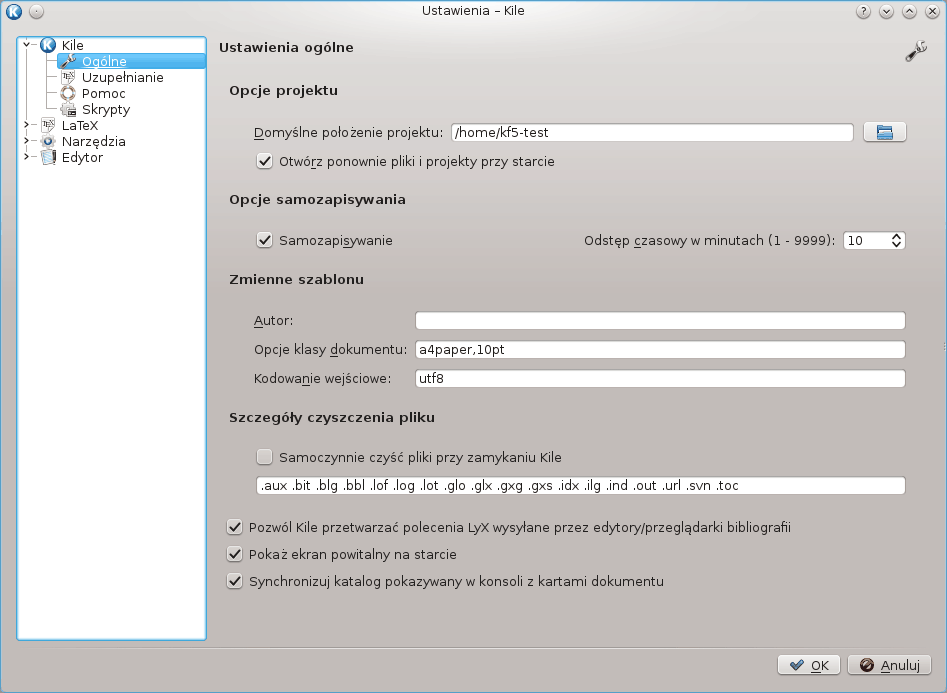 Ustawienia – Kile
Kile
Ogólne
Uzupełnianie
Pomoc
Skrypty
LaTeX
Narzędzia
Edytor
Ustawienia ogólne
Opcje projektu
Domyślne położenie projektu: /home/kf5-test
Otwórz ponownie pliki i projekty przy starcie
Opcje samozapisywania
Samozapisywanie Odstęp czasowy w minutach (1 - 9999): 10
Zmienne szablonu
Autor:
Opcje klasy dokumentu: a4paper,10pt
Kodowanie wejściowe: utf8
Szczegóły czyszczenia pliku
Samoczynnie czyść pliki przy zamykaniu Kile
.aux .bit .blg .bbl .lof .log .lot .glo .glx .gxg .gxs .idx .ilg .ind .out .url .svn .toc
Pozwól Kile przetwarzać polecenia LyX wysyłane przez edytory/przeglądarki bibliografii
Pokaż ekran powitalny na starcie
Synchronizuj katalog pokazywany w konsoli z kartami dokumentu
OK Anuluj